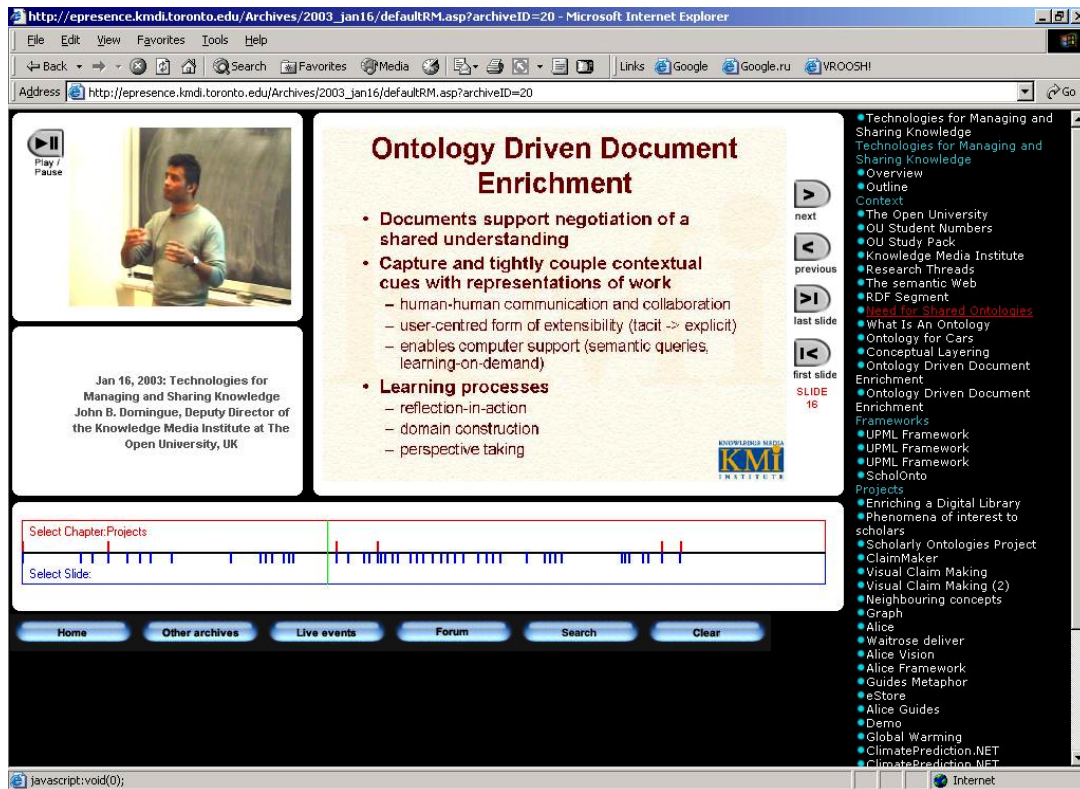 http://epresence.kmdi.toronto.edu/Archives/2003_jan16/defaultRM.asp?archiveID=20 - Microsoft Internet Explorer
File Edit View Favorites Tools Help
Back Search Favorites Media Links Google Google.ru VROOSH!
Address http://epresence.kmdi.toronto.edu/Archives/2003_jan16/defaultRM.asp?archiveID=20 Go
Play /
Pause
Jan 16, 2003: Technologies for
Managing and Sharing Knowledge
John B. Domingue, Deputy Director of
the Knowledge Media Institute at The
Open University, UK
Ontology Driven Document
Enrichment
• Documents support negotiation of a
shared understanding
• Capture and tightly couple contextual
cues with representations of work
– human-human communication and collaboration
– user-centred form of extensibility (tacit -> explicit)
– enables computer support (semantic queries,
learning-on-demand)
• Learning processes
– reflection-in-action
– domain construction
– perspective taking
KNOWLEDGE MEDIA
KMi
INSTITUTE
next
previous
last slide
first slide
SLIDE
16
Technologies for Managing and
Sharing Knowledge
Technologies for Managing and
Sharing Knowledge
Overview
Outline
Context
The Open University
OU Student Numbers
OU Study Pack
Knowledge Media Institute
Research Threads
The semantic Web
RDF Segment
Need for Shared Ontologies
What Is An Ontology
Ontology for Cars
Conceptual Layering
Ontology Driven Document
Enrichment
Ontology Driven Document
Enrichment
Frameworks
UPML Framework
UPML Framework
UPML Framework
ScholOnto
Projects
Enriching a Digital Library
Phenomena of interest to
scholars
Scholarly Ontologies Project
ClaimMaker
Visual Claim Making
Visual Claim Making (2)
Neighbouring concepts
Graph
Alice
Waitrose deliver
Alice Vision
Alice Framework
Guides Metaphor
eStore
Alice Guides
Demo
Global Warming
ClimatePrediction.NET
ClimatePrediction.NET
Select Chapter:Projects
Select Slide:
Home Other archives Live events Forum Search Clear
javascript:void(0); Internet